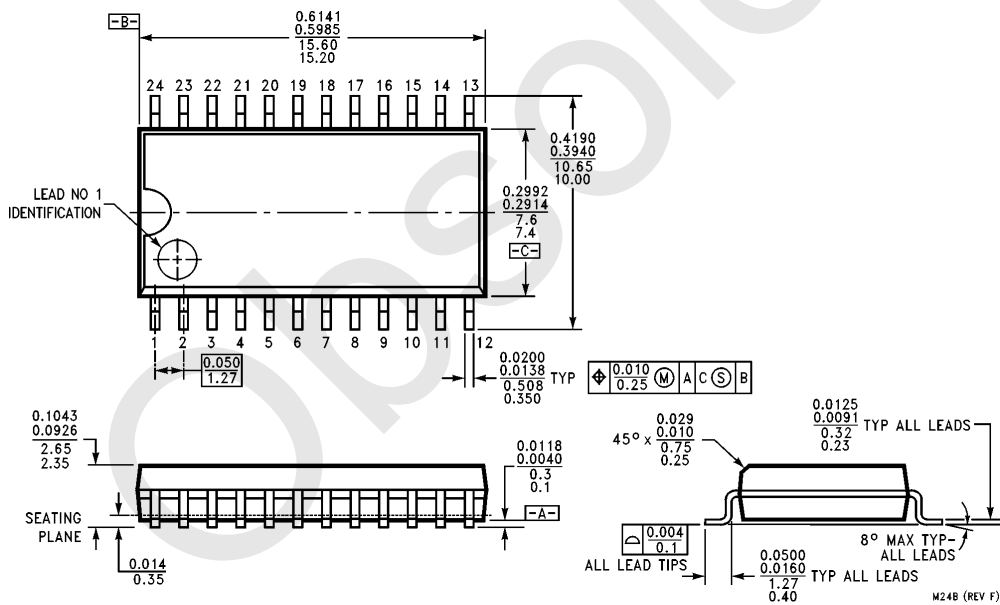 -B-
0.6141
0.5985
15.60
15.20
24 23 22 21 20 19 18 17 16 15 14 13
0.4190
0.3940
10.65
10.00
0.2992
0.2914
7.6
7.4
-C-
LEAD NO 1
IDENTIFICATION
1 2 3 4 5 6 7 8 9 10 11 12
0.050
1.27
0.0200
0.0138
0.508
0.350
TYP
0.010
0.25
M
A
C S
B
0.1043
0.0926
2.65
2.35
SEATING
PLANE
0.014
0.35
0.0118
0.0040
0.3
0.1
-A-
45° x
0.029
0.010
0.75
0.25
0.0125
0.0091
0.32
0.23
TYP ALL LEADS
0.004
0.1
ALL LEAD TIPS
0.0500
0.0160
1.27
0.40
TYP ALL LEADS
8° MAX TYP-
ALL LEADS
M24B (REV F)
Obsol